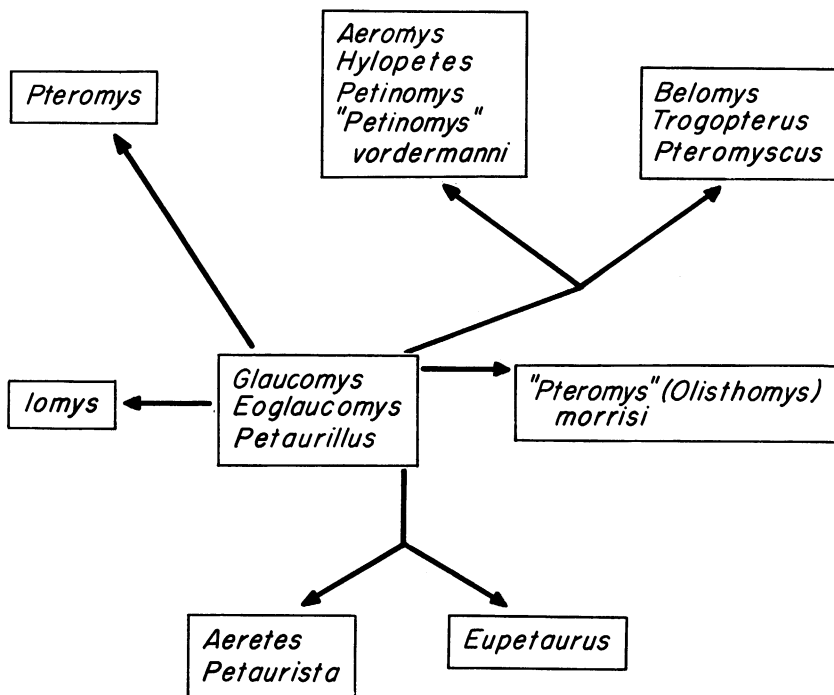 Pteromys
Aeromys
Hylopetes
Petinomys
"Petinomys"
vordermanni
Belomys
Trogopterus
Pteromyscus
Iomys
Glaucomys
Eoglaucomys
Petaurillus
"Pteromys" (Olisthomys)
morrisi
Aeretes
Petaurista
Eupetaurus